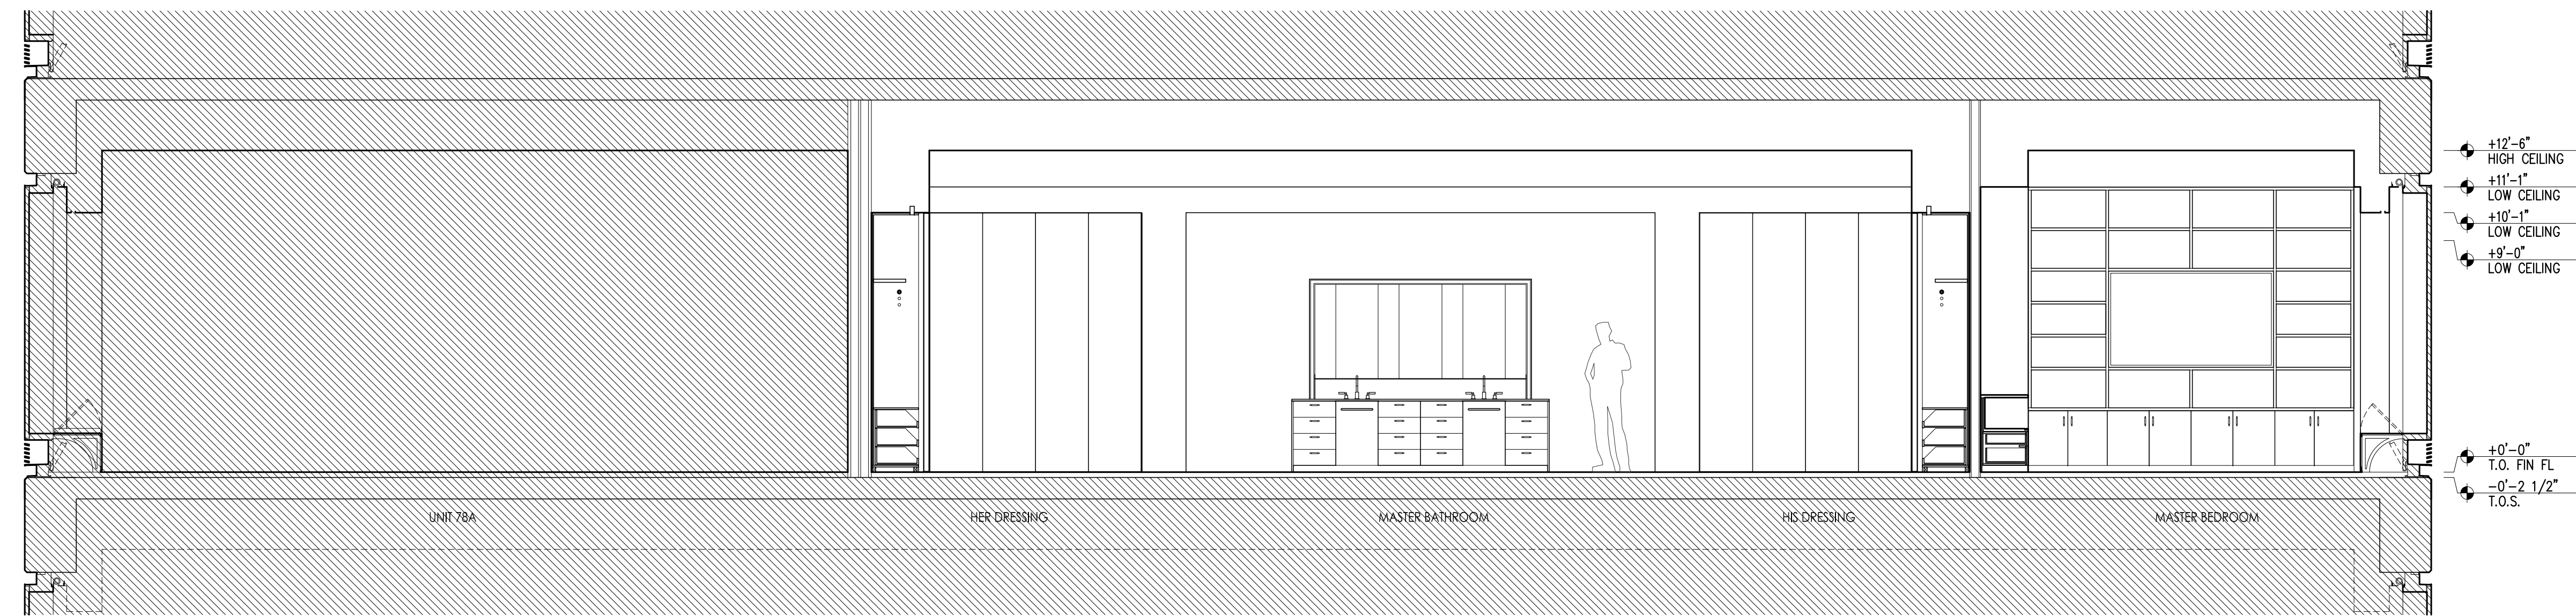 +12'-6"
HIGH CEILING
+11'-1"
LOW CEILING
+10'-1"
LOW CEILING
+9'-0"
LOW CEILING
+0'-0"
T.O. FIN FL
-0'-2 1/2"
T.O.S.
UNIT 78A HER DRESSING MASTER BATHROOM HIS DRESSING MASTER BEDROOM